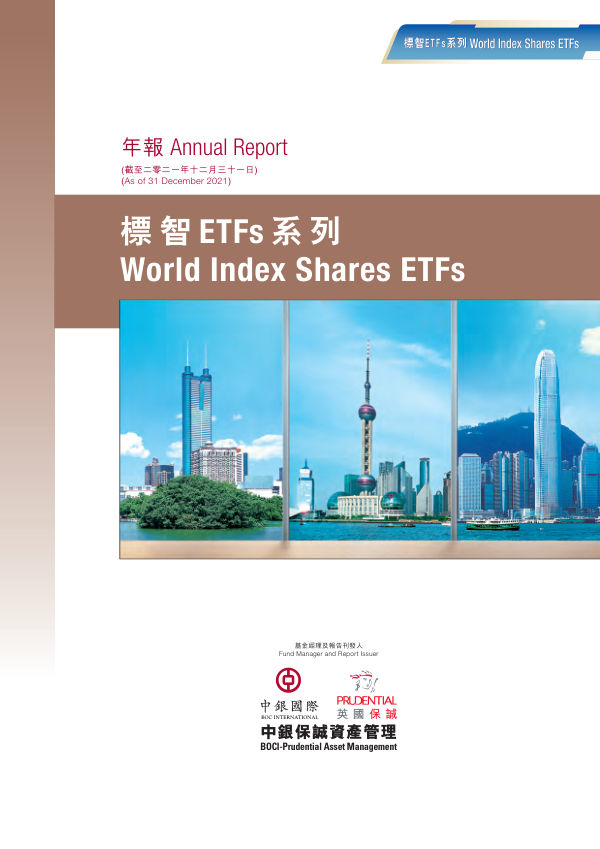 標智ETFs系列 World Index Shares ETFs
年報 Annual Report
(截至二零二一年十二月三十一日)
(As of 31 December 2021)
標智ETFs系列
World Index Shares ETFs
基金經理及報告刊發人
Fund Manager and Report Issuer
中銀國際
BOC INTERNATIONAL
PRUDENTIAL
英國保誠
中銀保誠資產管理
BOCI-Prudential Asset Management